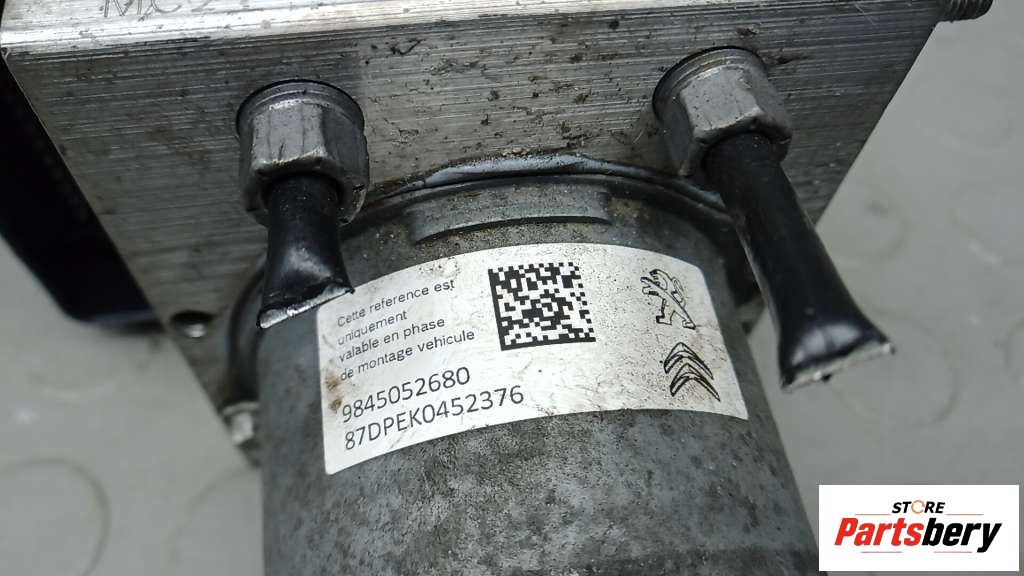 Cette reference est
uniquement
valable en phase
de montage vehicule
9845052680
87DPEK0452376
STORE
Partsbery